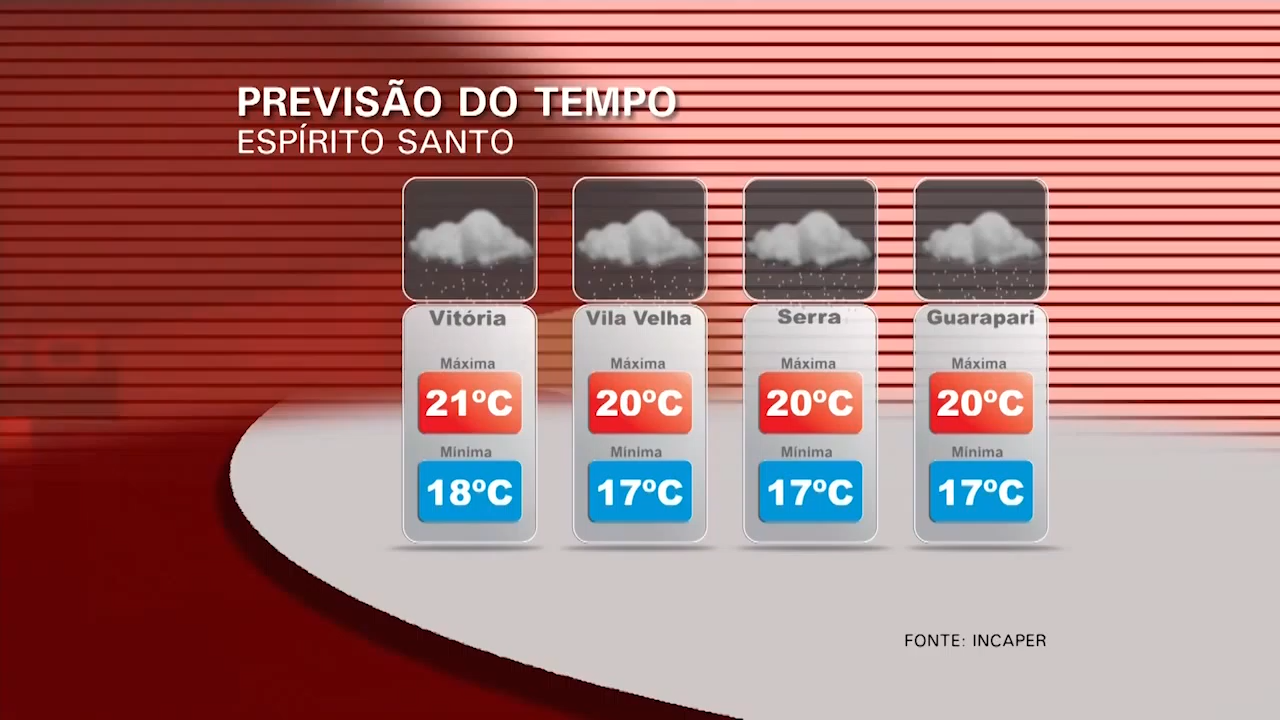 PREVISÃO DO TEMPO
ESPÍRITO SANTO
Vitória
Máxima
21ºC
Mínima
18ºC
Vila Velha
Máxima
20ºC
Mínima
17ºC
Serra
Máxima
20ºC
Mínima
17ºC
Guarapari
Máxima
20ºC
Mínima
17ºC
FONTE: INCAPER